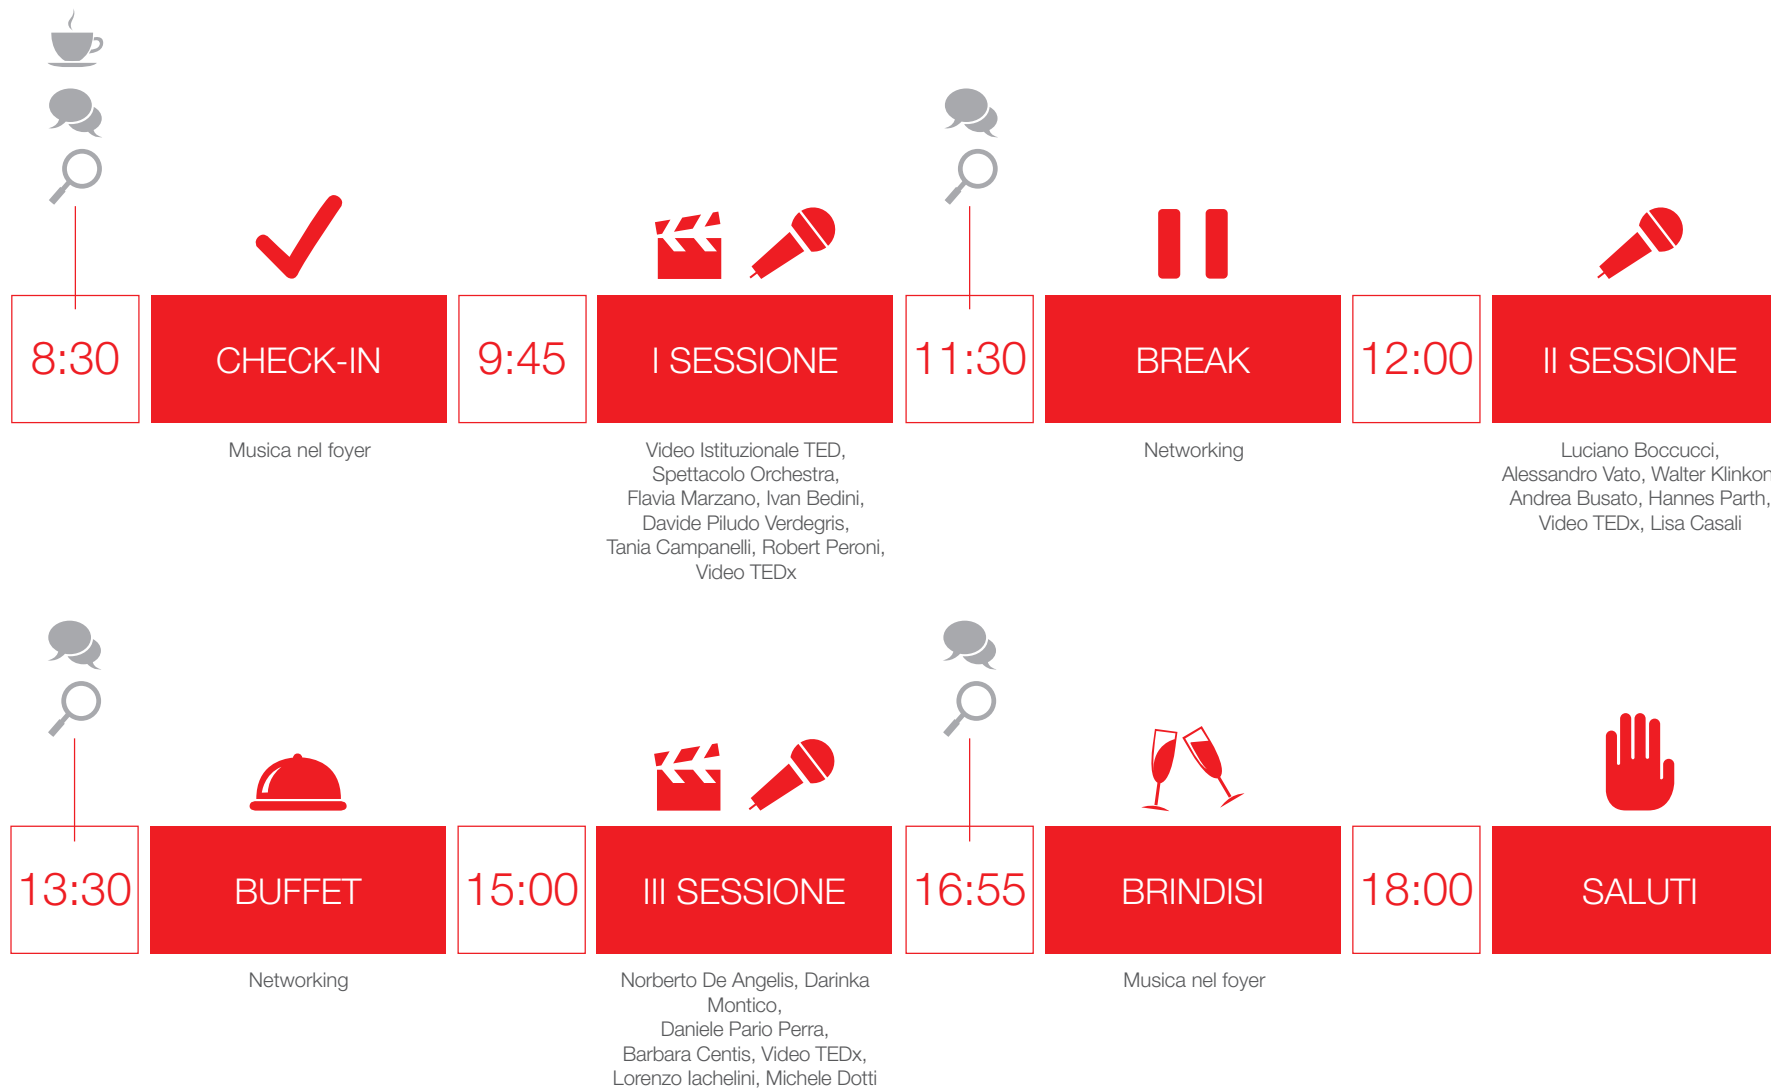 8:30
CHECK-IN
Musica nel foyer
9:45
I SESSIONE
Video Istituzionale TED,
Spettacolo Orchestra,
Flavia Marzano, Ivan Bedini,
Davide Piludo Verdegris,
Tania Campanelli, Robert Peroni,
Video TEDx
11:30
BREAK
Networking
12:00
II SESSIONE
Luciano Boccucci,
Alessandro Vato, Walter Klinkon
Andrea Busato, Hannes Parth,
Video TEDx, Lisa Casali
13:30
BUFFET
Networking
15:00
III SESSIONE
Norberto De Angelis, Darinka
Montico,
Daniele Pario Perra,
Barbara Centis, Video TEDx,
Lorenzo Iachelini, Michele Dotti
16:55
BRINDISI
Musica nel foyer
18:00
SALUTI